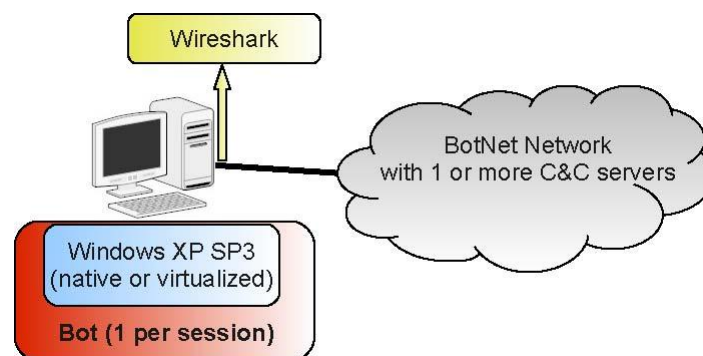 Wireshark
BotNet Network
with 1 or more C&C servers
Windows XP SP3
(native or virtualized)
Bot (1 per session)